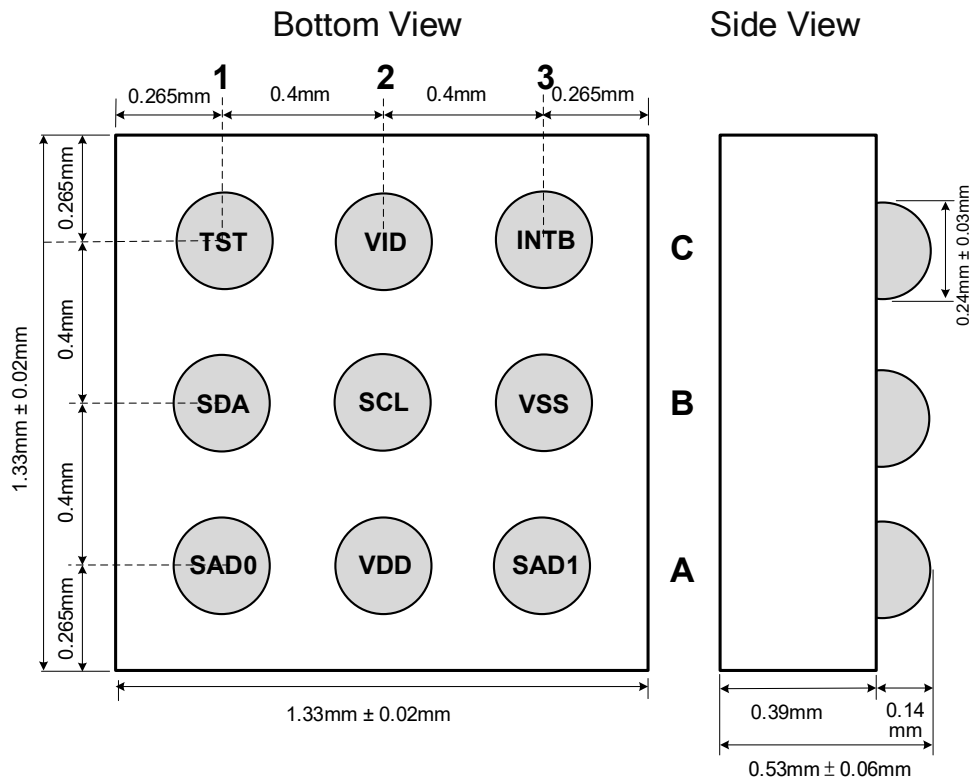 Bottom View
Side View
1 2 3
0.265mm 0.4mm 0.4mm 0.265mm
0.265mm
0.4mm
0.4mm
0.265mm
1.33mm ± 0.02mm
TST VID INTB
C
SDA SCL VSS
B
SAD0 VDD SAD1
A
1.33mm ± 0.02mm
0.24mm ± 0.03mm
0.39mm
0.14
mm
0.53mm ± 0.06mm